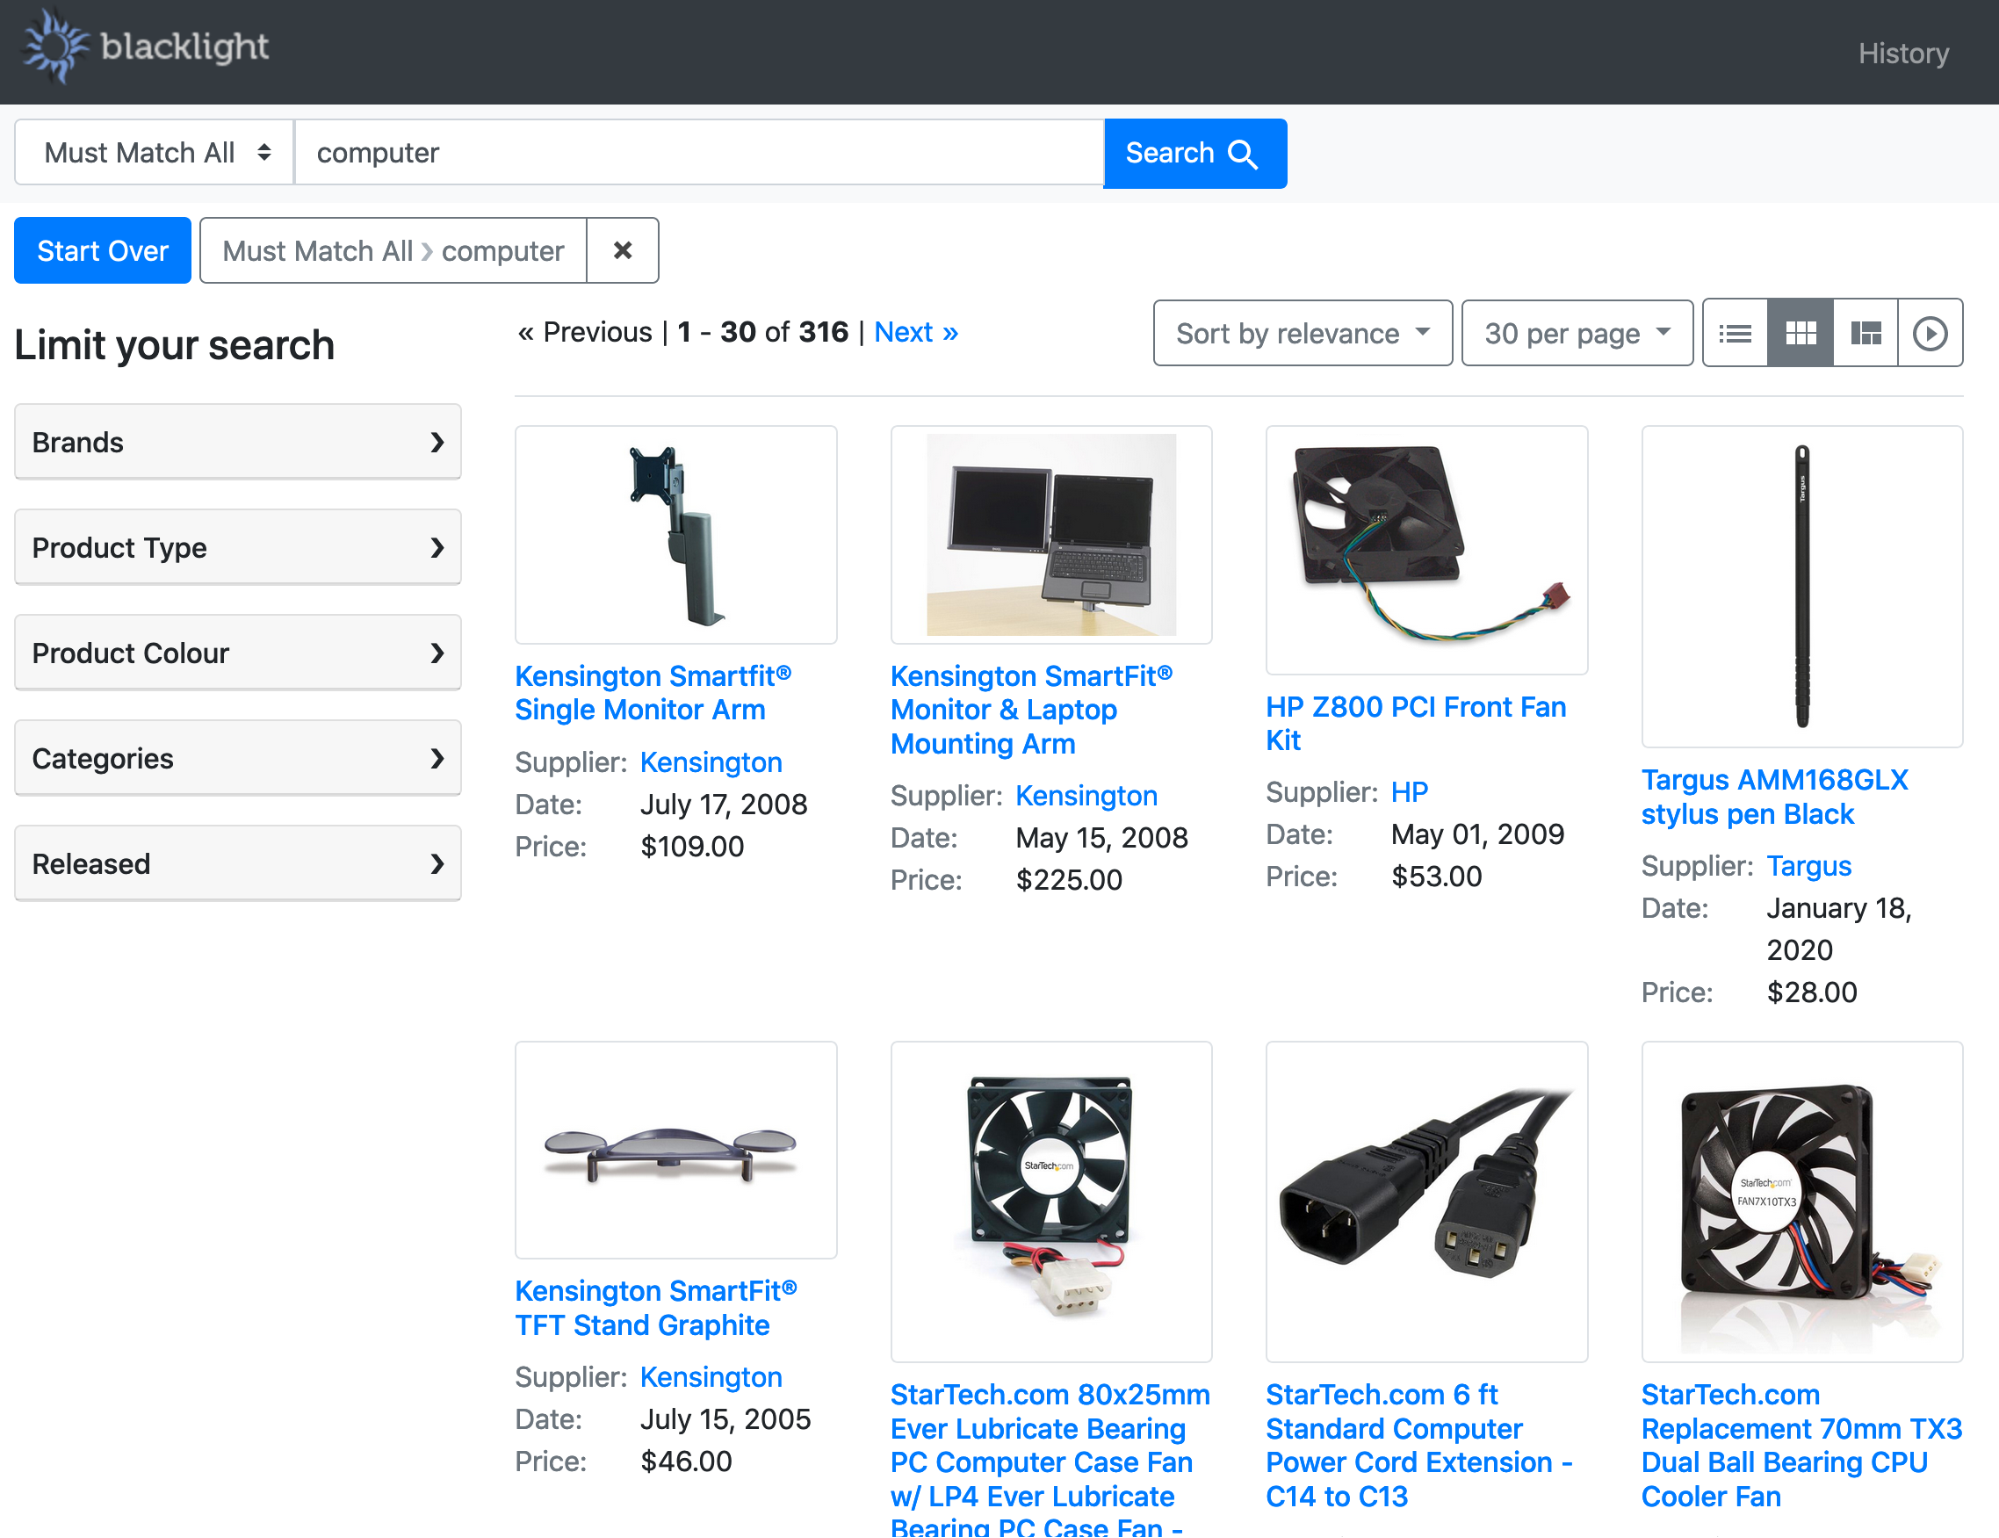 blacklight
History
Must Match All
computer
Search
Start Over
Must Match All › computer
×
Limit your search
« Previous | 1 - 30 of 316 | Next »
Sort by relevance
30 per page
Brands
Product Type
Product Colour
Categories
Released
Kensington Smartfit®
Single Monitor Arm
Supplier: Kensington
Date: July 17, 2008
Price: $109.00
Kensington SmartFit®
Monitor & Laptop
Mounting Arm
Supplier: Kensington
Date: May 15, 2008
Price: $225.00
HP Z800 PCI Front Fan
Kit
Supplier: HP
Date: May 01, 2009
Price: $53.00
Targus
Targus AMM168GLX
stylus pen Black
Supplier: Targus
Date: January 18,
2020
Price: $28.00
Kensington SmartFit®
TFT Stand Graphite
Supplier: Kensington
Date: July 15, 2005
Price: $46.00
StarTech.com
StarTech.com 80x25mm
Ever Lubricate Bearing
PC Computer Case Fan
w/ LP4 Ever Lubricate
Bearing PC Case Fan -
StarTech.com 6 ft
Standard Computer
Power Cord Extension -
C14 to C13
StarTech.com
FAN7X10TX3
StarTech.com
Replacement 70mm TX3
Dual Ball Bearing CPU
Cooler Fan